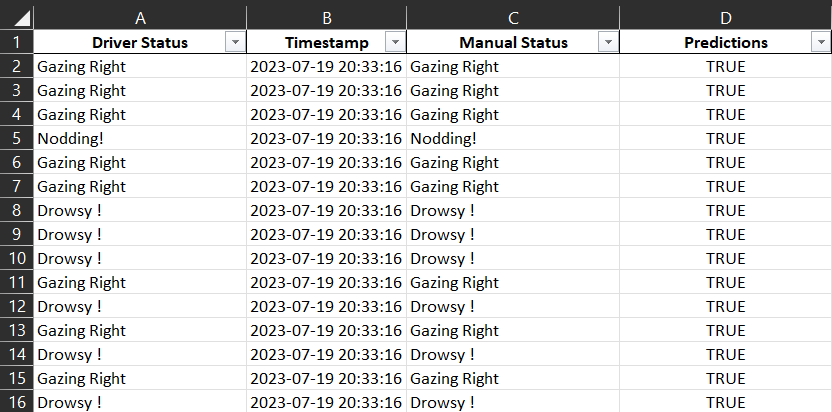 A B C D
1 Driver Status Timestamp Manual Status Predictions
2 Gazing Right 2023-07-19 20:33:16 Gazing Right TRUE
3 Gazing Right 2023-07-19 20:33:16 Gazing Right TRUE
4 Gazing Right 2023-07-19 20:33:16 Gazing Right TRUE
5 Nodding! 2023-07-19 20:33:16 Nodding! TRUE
6 Gazing Right 2023-07-19 20:33:16 Gazing Right TRUE
7 Gazing Right 2023-07-19 20:33:16 Gazing Right TRUE
8 Drowsy ! 2023-07-19 20:33:16 Drowsy ! TRUE
9 Drowsy ! 2023-07-19 20:33:16 Drowsy ! TRUE
10 Drowsy ! 2023-07-19 20:33:16 Drowsy ! TRUE
11 Gazing Right 2023-07-19 20:33:16 Gazing Right TRUE
12 Drowsy ! 2023-07-19 20:33:16 Drowsy ! TRUE
13 Gazing Right 2023-07-19 20:33:16 Gazing Right TRUE
14 Drowsy ! 2023-07-19 20:33:16 Drowsy ! TRUE
15 Gazing Right 2023-07-19 20:33:16 Gazing Right TRUE
16 Drowsy ! 2023-07-19 20:33:16 Drowsy ! TRUE